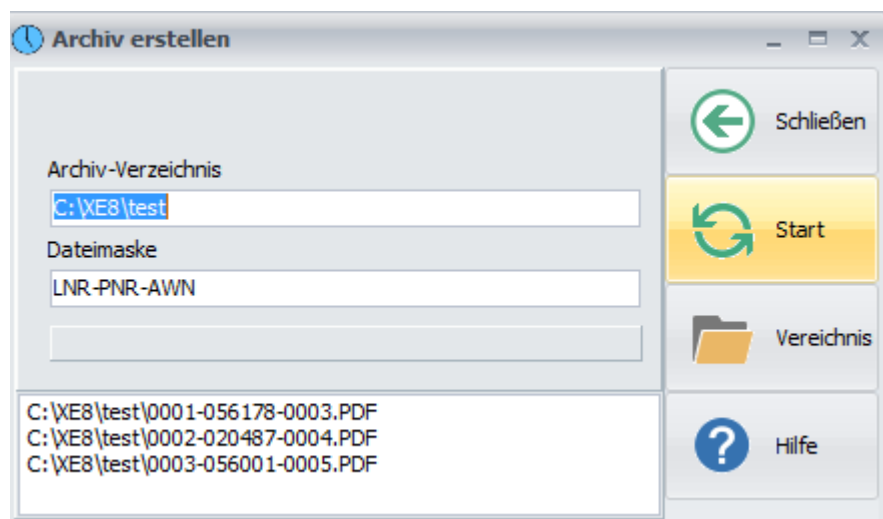 Archiv erstellen
Schließen
Archiv-Verzeichnis
C:\XE8\test
Start
Dateimaske
LNR-PNR-AWN
Vereichnis
C:\XE8\test\0001-056178-0003.PDF
C:\XE8\test\0002-020487-0004.PDF
C:\XE8\test\0003-056001-0005.PDF
Hilfe